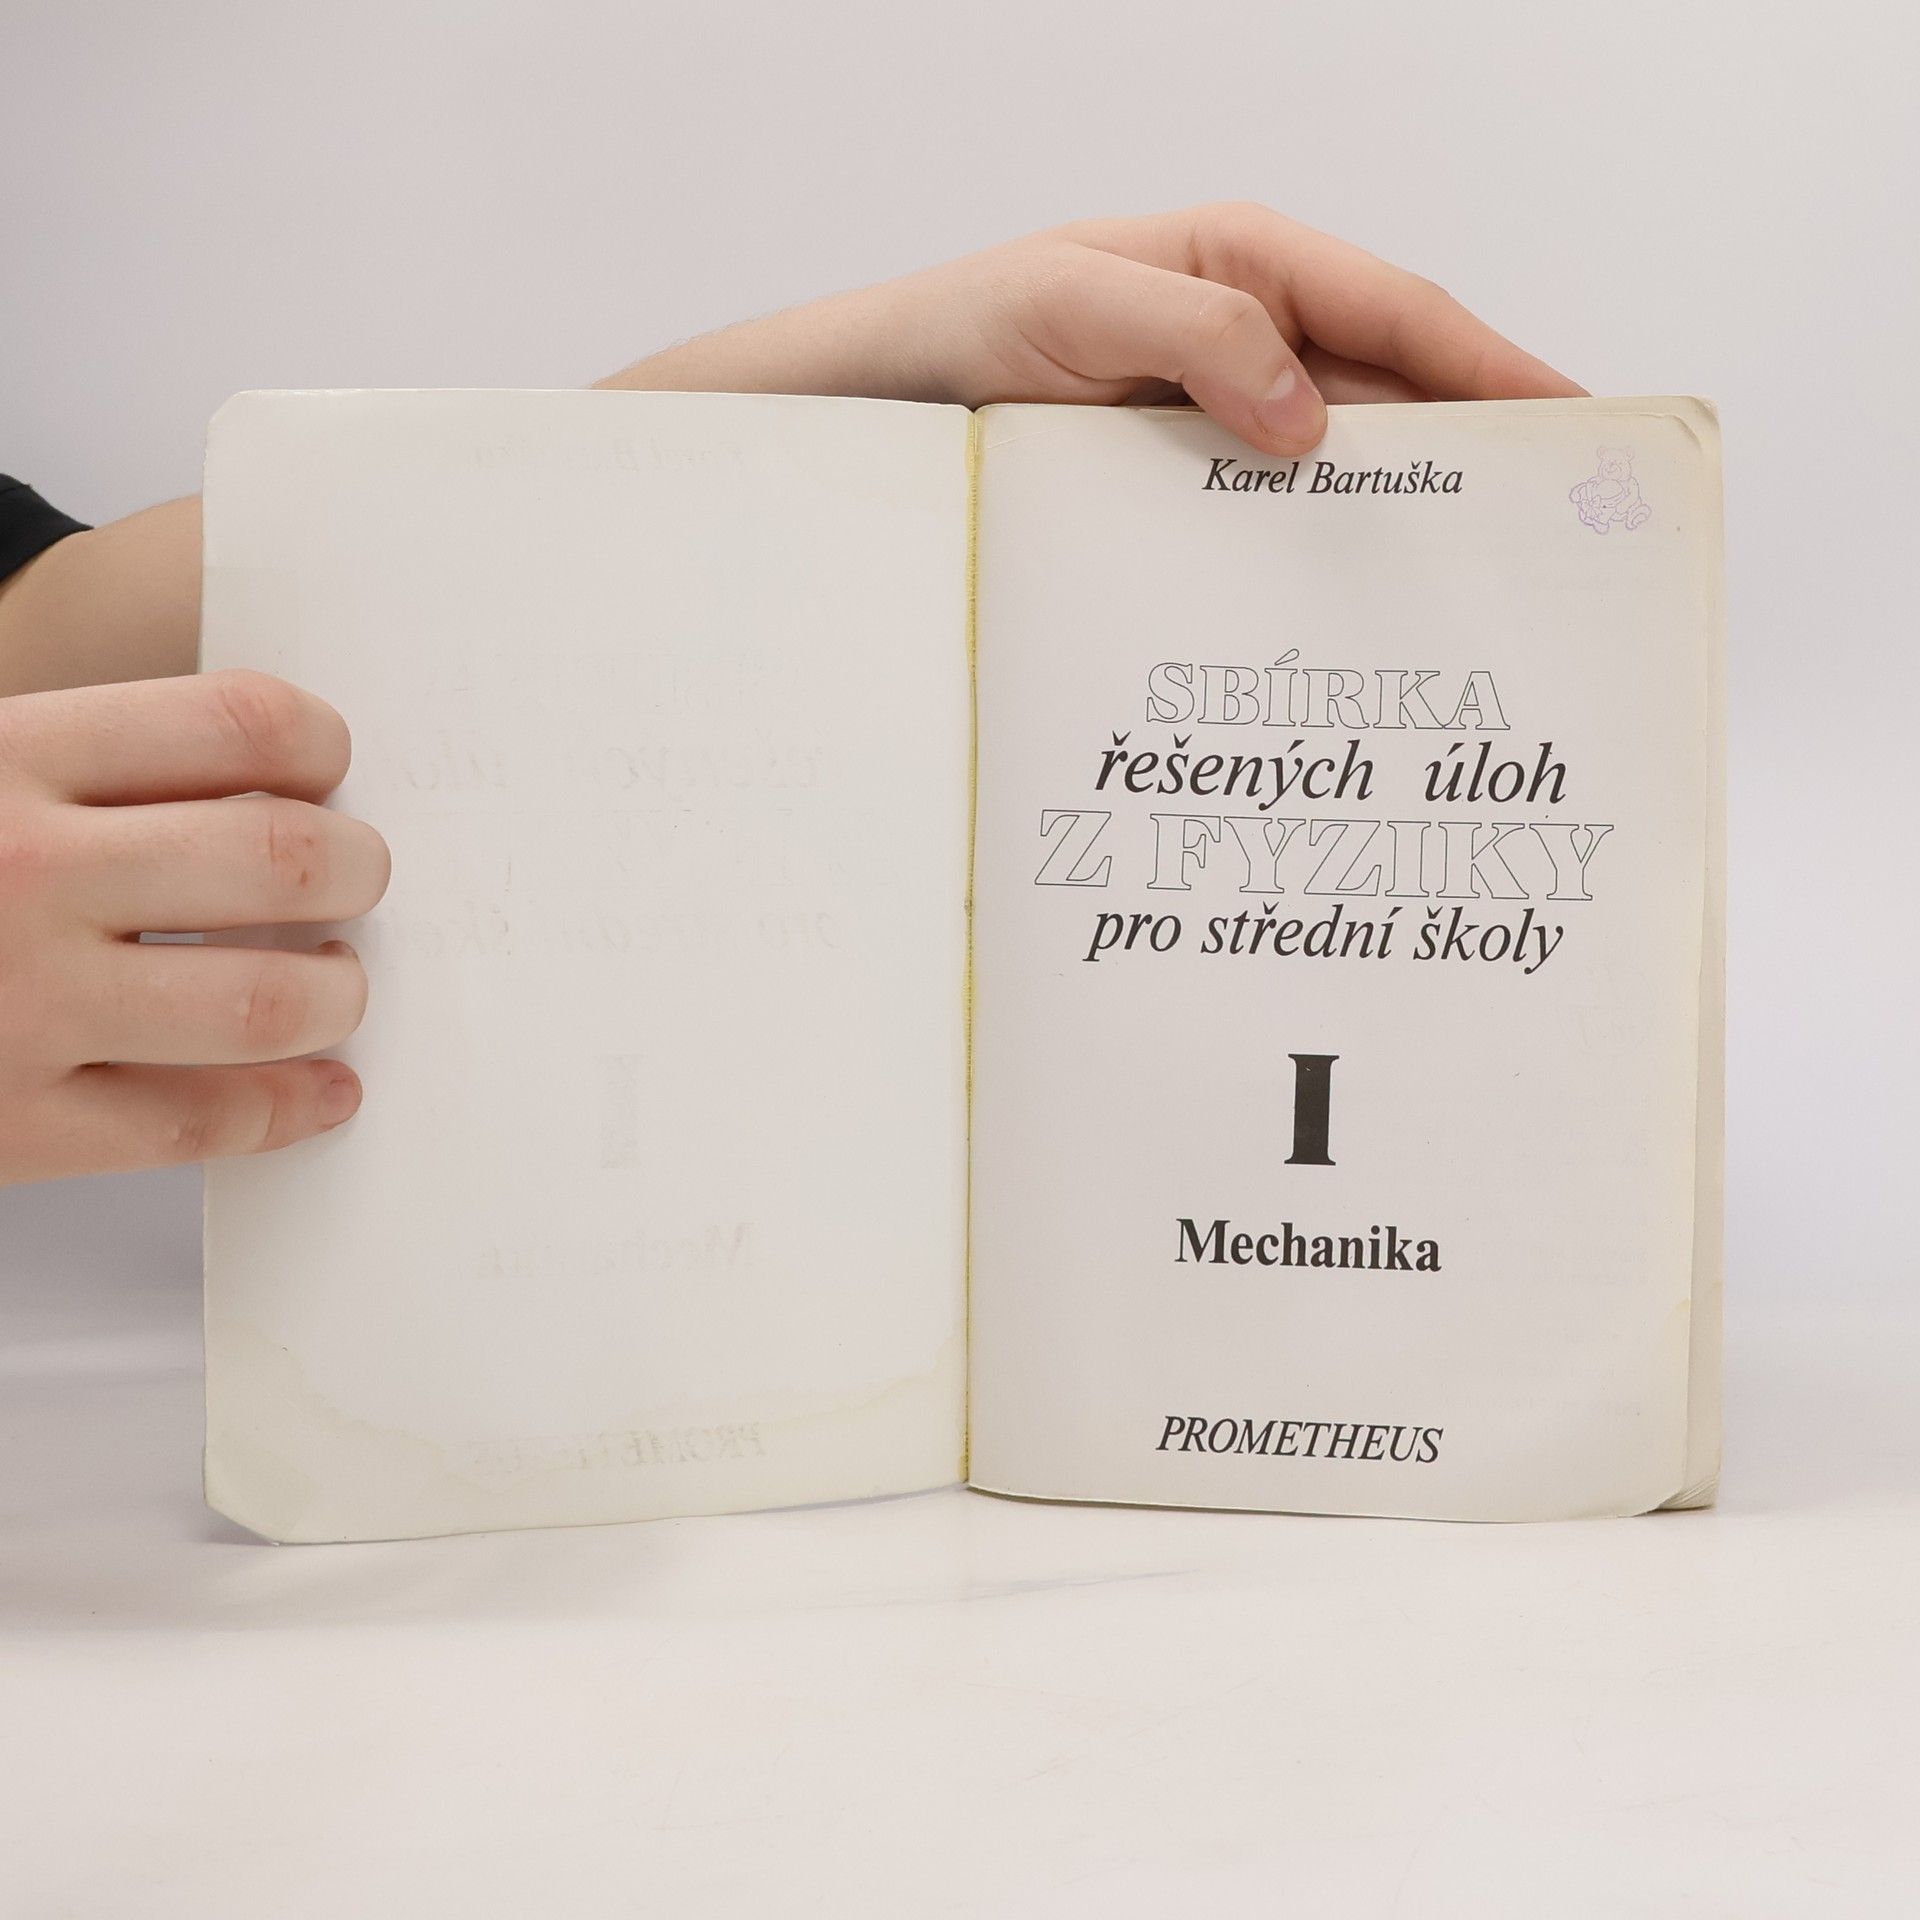 Karel Bartuška
SBÍRKA
řešených úloh
Z FYZIKY
pro střední školy
I
Mechanika
PROMETHEUS